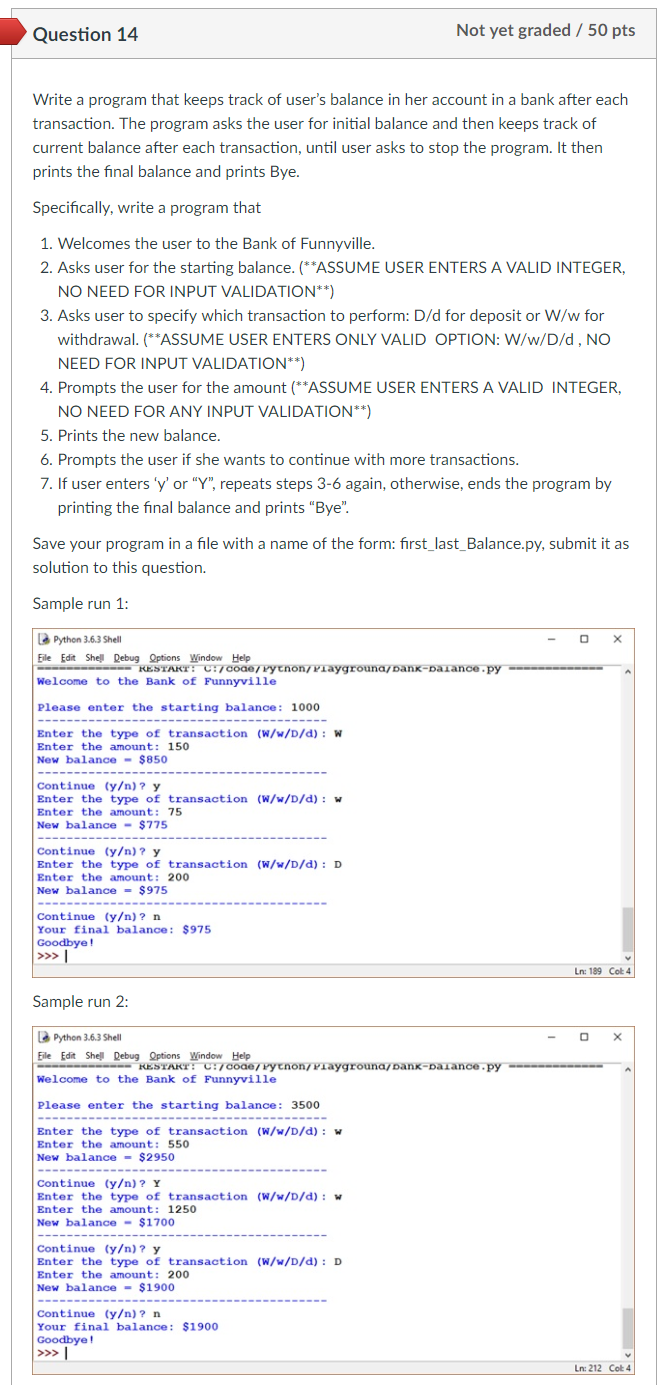 Question 14
Not yet graded / 50 pts
Write a program that keeps track of user's balance in her account in a bank after each
transaction. The program asks the user for initial balance and then keeps track of
current balance after each transaction, until user asks to stop the program. It then
prints the final balance and prints Bye.
Specifically, write a program that
1. Welcomes the user to the Bank of Funnyville.
2. Asks user for the starting balance. (**ASSUME USER ENTERS A VALID INTEGER,
NO NEED FOR INPUT VALIDATION**)
3. Asks user to specify which transaction to perform: D/d for deposit or W/w for
withdrawal. (**ASSUME USER ENTERS ONLY VALID OPTION: W/w/D/d , NO
NEED FOR INPUT VALIDATION**)
4. Prompts the user for the amount (**ASSUME USER ENTERS A VALID INTEGER,
NO NEED FOR ANY INPUT VALIDATION**)
5. Prints the new balance.
6. Prompts the user if she wants to continue with more transactions.
7. If user enters 'y' or "Y", repeats steps 3-6 again, otherwise, ends the program by
printing the final balance and prints "Bye".
Save your program in a file with a name of the form: first_last_Balance.py, submit it as
solution to this question.
Sample run 1:
Python 3.6.3 Shell
File Edit Shell Debug Options Window Help
============= RESTART: C:/code/Python/Playground/bank-balance.py =============
Welcome to the Bank of Funnyville
Please enter the starting balance: 1000
----------------------------------------
Enter the type of transaction (W/w/D/d): W
Enter the amount: 150
New balance = $850
----------------------------------------
Continue (y/n)? y
Enter the type of transaction (W/w/D/d): w
Enter the amount: 75
New balance = $775
----------------------------------------
Continue (y/n)? y
Enter the type of transaction (W/w/D/d): D
Enter the amount: 200
New balance = $975
----------------------------------------
Continue (y/n)? n
Your final balance: $975
Goodbye!
>>>
Ln: 189 Col: 4
Sample run 2:
Python 3.6.3 Shell
File Edit Shell Debug Options Window Help
============= RESTART: C:/code/Python/Playground/bank-balance.py =============
Welcome to the Bank of Funnyville
Please enter the starting balance: 3500
----------------------------------------
Enter the type of transaction (W/w/D/d): w
Enter the amount: 550
New balance = $2950
----------------------------------------
Continue (y/n)? Y
Enter the type of transaction (W/w/D/d): w
Enter the amount: 1250
New balance = $1700
----------------------------------------
Continue (y/n)? y
Enter the type of transaction (W/w/D/d): D
Enter the amount: 200
New balance = $1900
----------------------------------------
Continue (y/n)? n
Your final balance: $1900
Goodbye!
>>>
Ln: 212 Col: 4